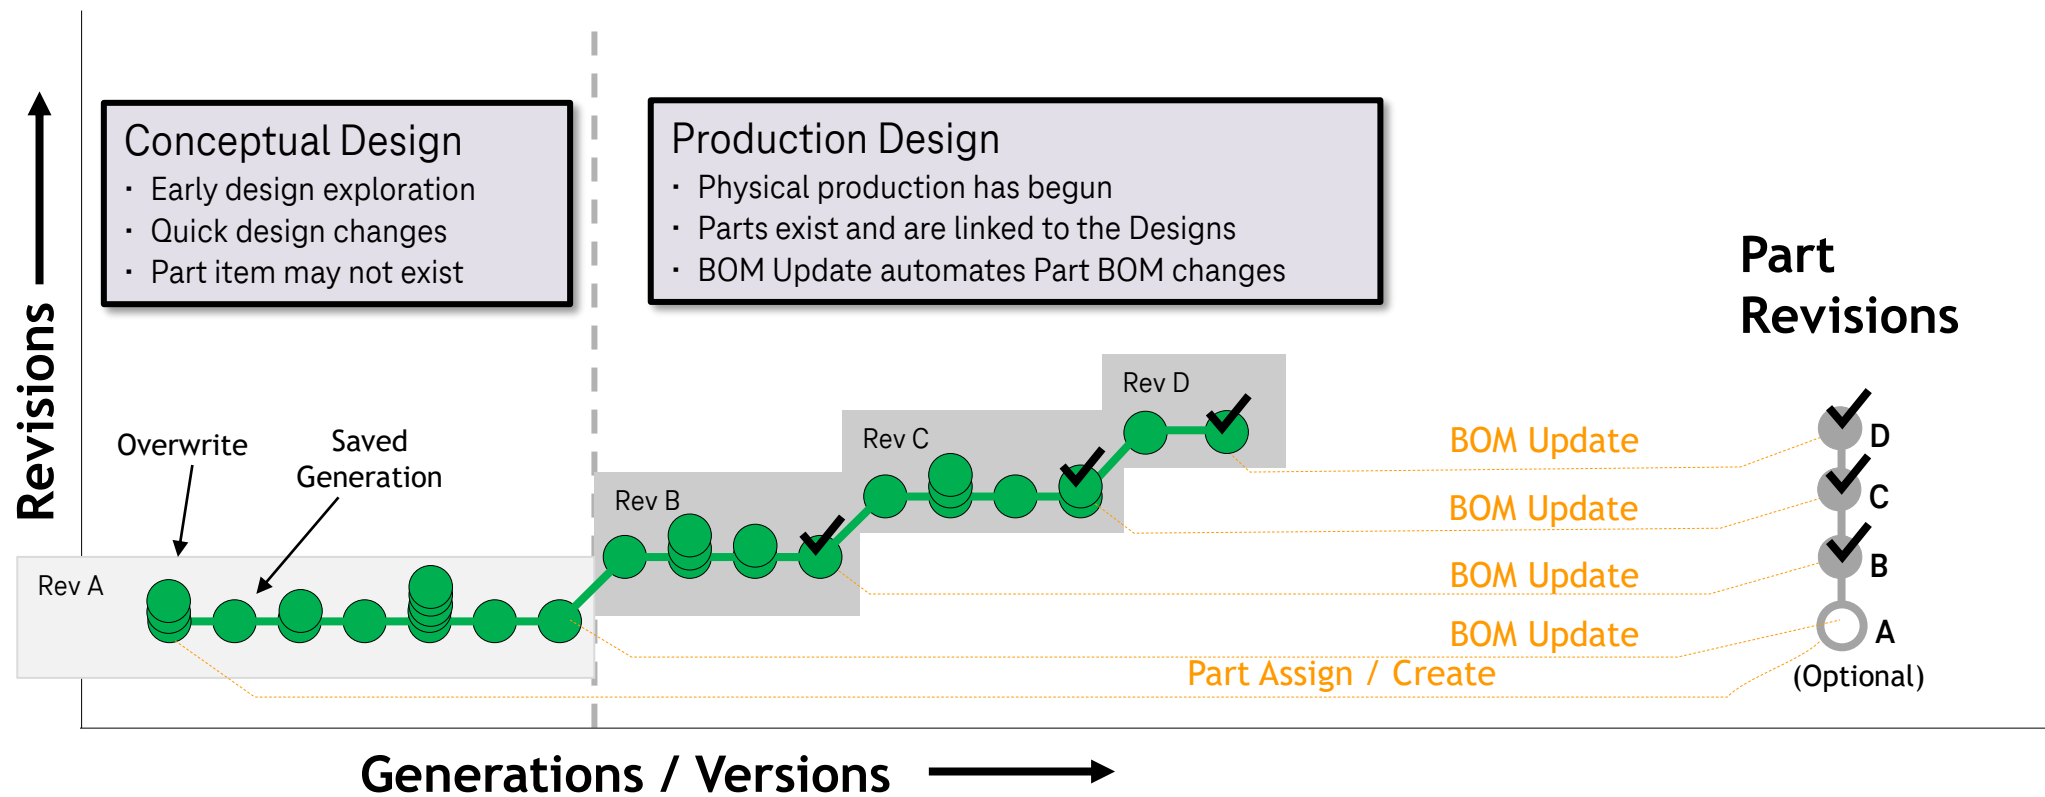 Conceptual Design
· Early design exploration
· Quick design changes
· Part item may not exist
Production Design
· Physical production has begun
· Parts exist and are linked to the Designs
· BOM Update automates Part BOM changes
Part
Revisions
Revisions
Overwrite
Saved
Generation
Rev A
Rev B
Rev C
Rev D
BOM Update
BOM Update
BOM Update
BOM Update
Part Assign / Create
D
C
B
A
(Optional)
Generations / Versions